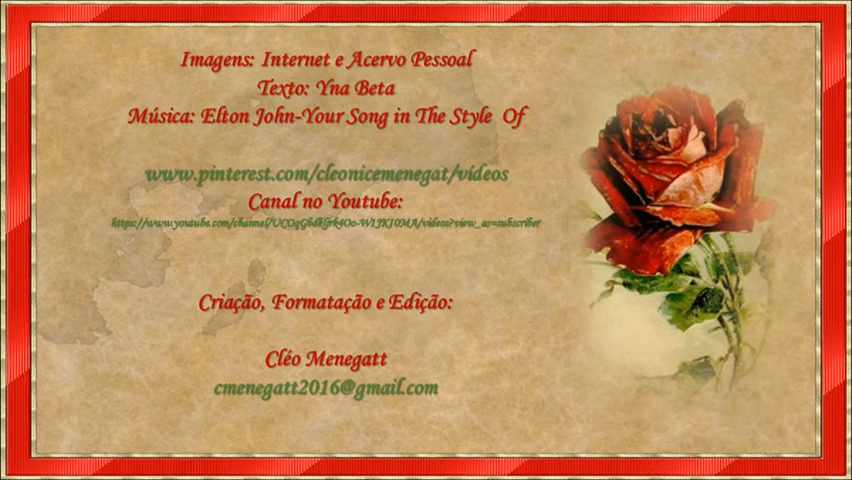 Imagens: Internet e Acervo Pessoal
Texto: Yna Beta
Música: Elton John-Your Song in The Style Of
www.pinterest.com/cleonicemenegat/vídeos
Canal no Youtube:
Criação, Formatação e Edição:
Cléo Menegatt
cmenegatt2016@gmail.com